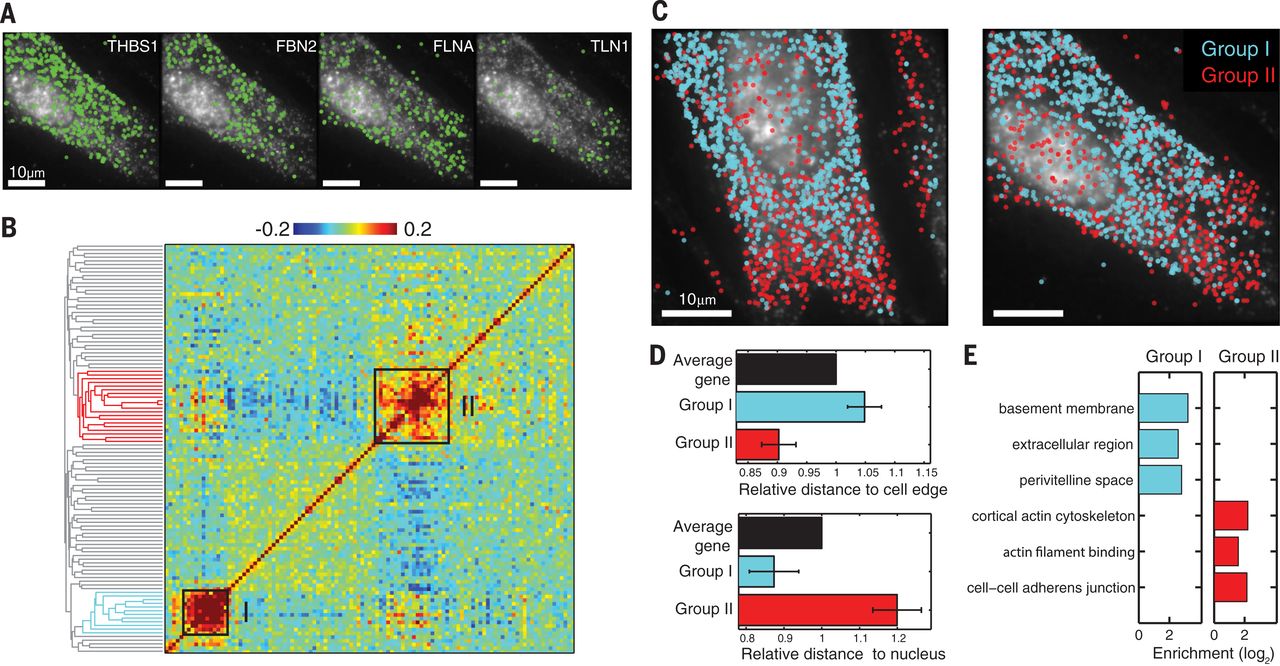 A
THBS1
FBN2
FLNA
TLN1
10μm
B
-0.2
0.2
II
I
C
Group I
Group II
10μm
D
Average
gene
Group I
Group II
0.85 0.9 0.95 1 1.05 1.1 1.15
Relative distance to cell edge
Average
gene
Group I
Group II
0.8 0.9 1 1.1 1.2
Relative distance to nucleus
E
Group I
Group II
basement membrane
extracellular region
perivitelline space
cortical actin cytoskeleton
actin filament binding
cell−cell adherens junction
0 2
0 2
Enrichment (log₂)